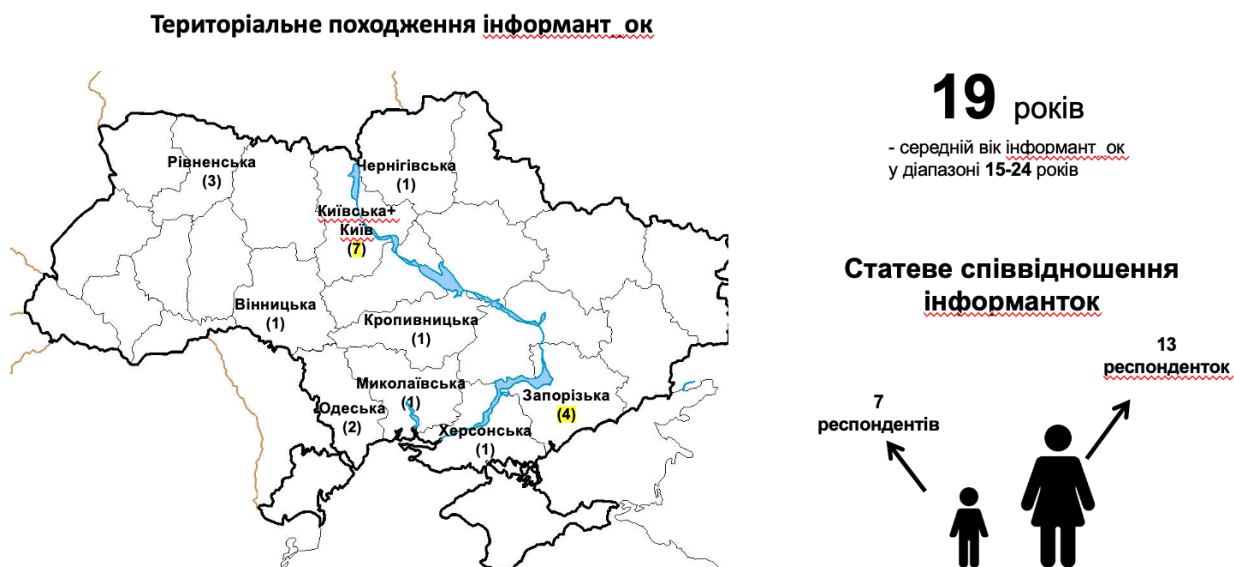 Територіальне походження інформант_ок
Рівненська
(3)
Чернігівська
(1)
Київська+
Київ
(7)
Вінницька
(1)
Кропивницька
(1)
Миколаївська
(1)
Одеська
(2)
Запорізька
(4)
Херсонська
(1)
19 років
- середній вік інформант_ок
у діапазоні 15-24 років
Статеве співвідношення
інформанток
13
респонденток
7
респондентів